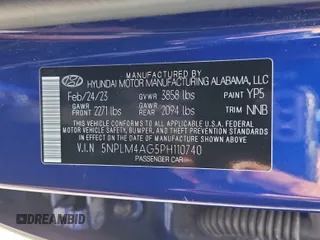 MANUFACTURED BY
HYUNDAI MOTOR MANUFACTURING ALABAMA, LLC
Feb/24/23 GVWR 3858 lbs PAINT YP5
GAWR FRONT 2271 lbs GAWR REAR 2094 lbs TRIM NNB
THIS VEHICLE CONFORMS TO ALL APPLICABLE
U.S. FEDERAL MOTOR VEHICLE SAFETY, BUMPER,
AND THEFT PREVENTION STANDARDS IN EFFECT ON
THE DATE OF MANUFACTURE SHOWN ABOVE.
V.I.N 5NPLM4AG5PH110740
PASSENGER CAR
DREAMBID